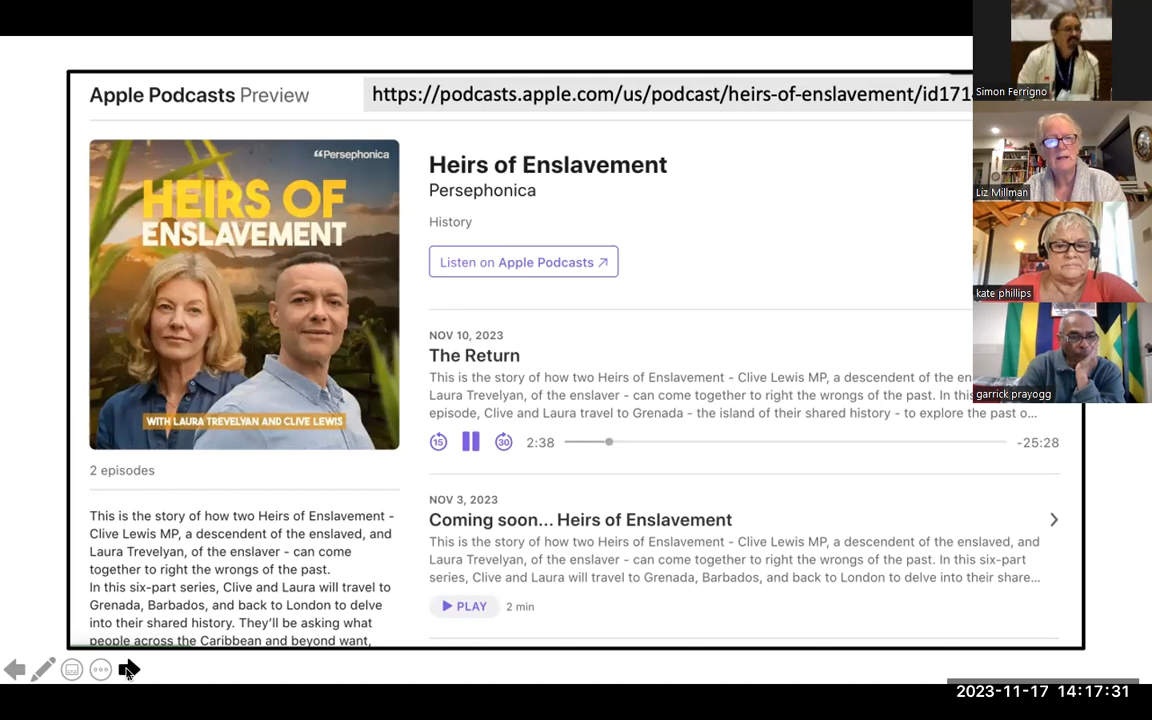 Apple Podcasts Preview
https://podcasts.apple.com/us/podcast/heirs-of-enslavement/id171
“Persephonica
HEIRS OF
ENSLAVEMENT
WITH LAURA TREVELYAN AND CLIVE LEWIS
2 episodes
This is the story of how two Heirs of Enslavement -
Clive Lewis MP, a descendent of the enslaved, and
Laura Trevelyan, of the enslaver - can come
together to right the wrongs of the past.
In this six-part series, Clive and Laura will travel to
Grenada, Barbados, and back to London to delve
into their shared history. They’ll be asking what
people across the Caribbean and beyond want,
Heirs of Enslavement
Persephonica
History
Listen on Apple Podcasts ↗
NOV 10, 2023
The Return
This is the story of how two Heirs of Enslavement - Clive Lewis MP, a descendent of the en
Laura Trevelyan, of the enslaver - can come together to right the wrongs of the past. In this
episode, Clive and Laura travel to Grenada - the island of their shared history - to explore the past o...
15
30
2:38
-25:28
NOV 3, 2023
Coming soon... Heirs of Enslavement
This is the story of how two Heirs of Enslavement - Clive Lewis MP, a descendent of the enslaved, and
Laura Trevelyan, of the enslaver - can come together to right the wrongs of the past. In this six-part
series, Clive and Laura will travel to Grenada, Barbados, and back to London to delve into their share...
PLAY 2 min
Simon Ferrigno
Liz Millman
kate phillips
garrick prayogg
2023-11-17 14:17:31